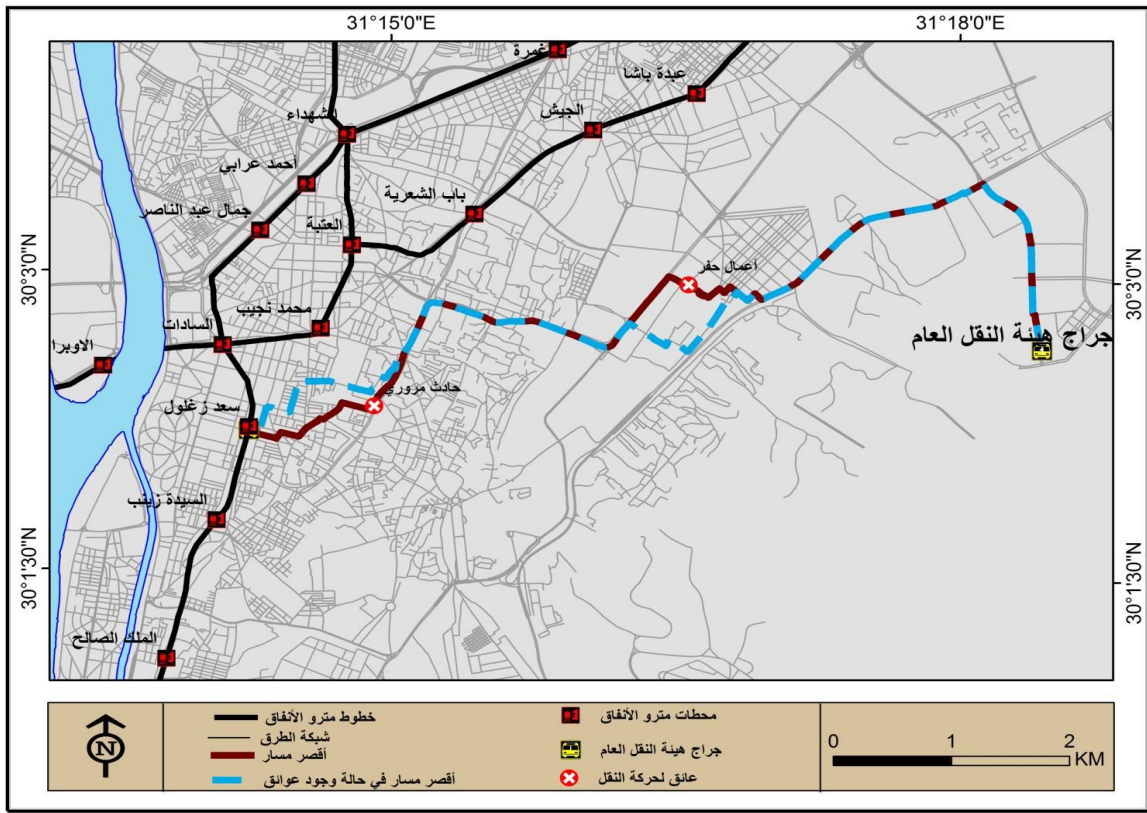 31°15'0"E
31°18'0"E
غمرة
عبدة باشا
الجيش
الشهداء
أحمد عرابي
باب الشعرية
جمال عبد الناصر
العتبة
30°3'0"N
30°3'0"N
أعمال حفر
محمد نجيب
السادات
الاوبرا
جراج هيئة النقل العام
حادث مروري
سعد زغلول
السيدة زينب
30°1'30"N
30°1'30"N
الملك الصالح
N
خطوط مترو الأنفاق
شبكة الطرق
أقصر مسار
أقصر مسار في حالة وجود عوائق
محطات مترو الأنفاق
جراج هيئة النقل العام
عائق لحركة النقل
0 1 2
KM